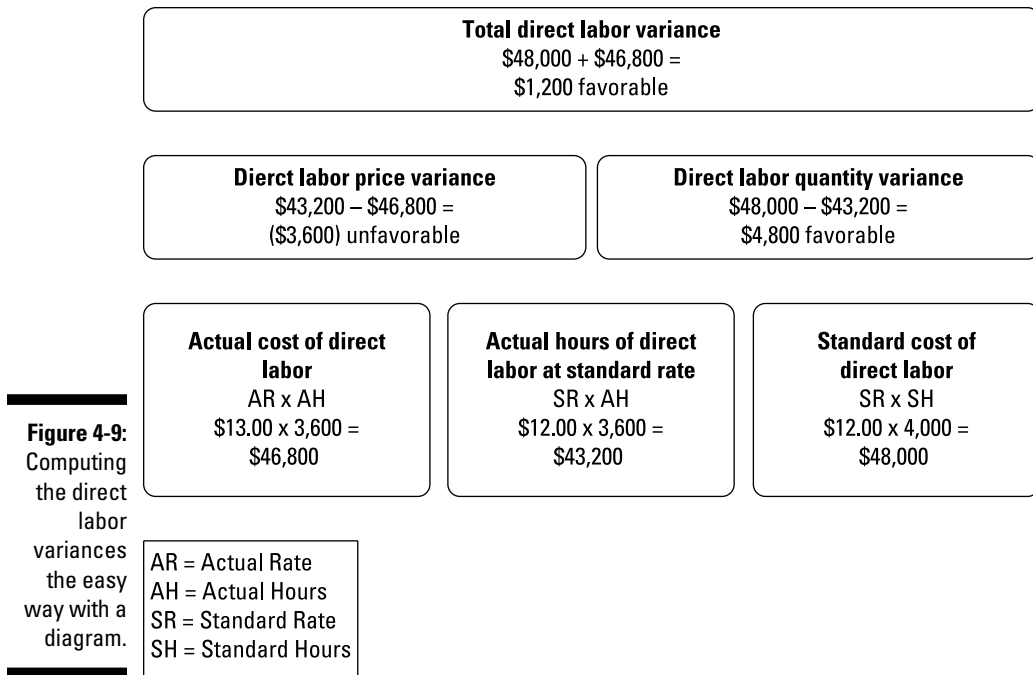 Total direct labor variance
$48,000 + $46,800 =
$1,200 favorable
Dierct labor price variance
$43,200 – $46,800 =
($3,600) unfavorable
Direct labor quantity variance
$48,000 – $43,200 =
$4,800 favorable
Actual cost of direct
labor
AR x AH
$13.00 x 3,600 =
$46,800
Actual hours of direct
labor at standard rate
SR x AH
$12.00 x 3,600 =
$43,200
Standard cost of
direct labor
SR x SH
$12.00 x 4,000 =
$48,000
Figure 4-9:
Computing
the direct
labor
variances
the easy
way with a
diagram.
AR = Actual Rate
AH = Actual Hours
SR = Standard Rate
SH = Standard Hours